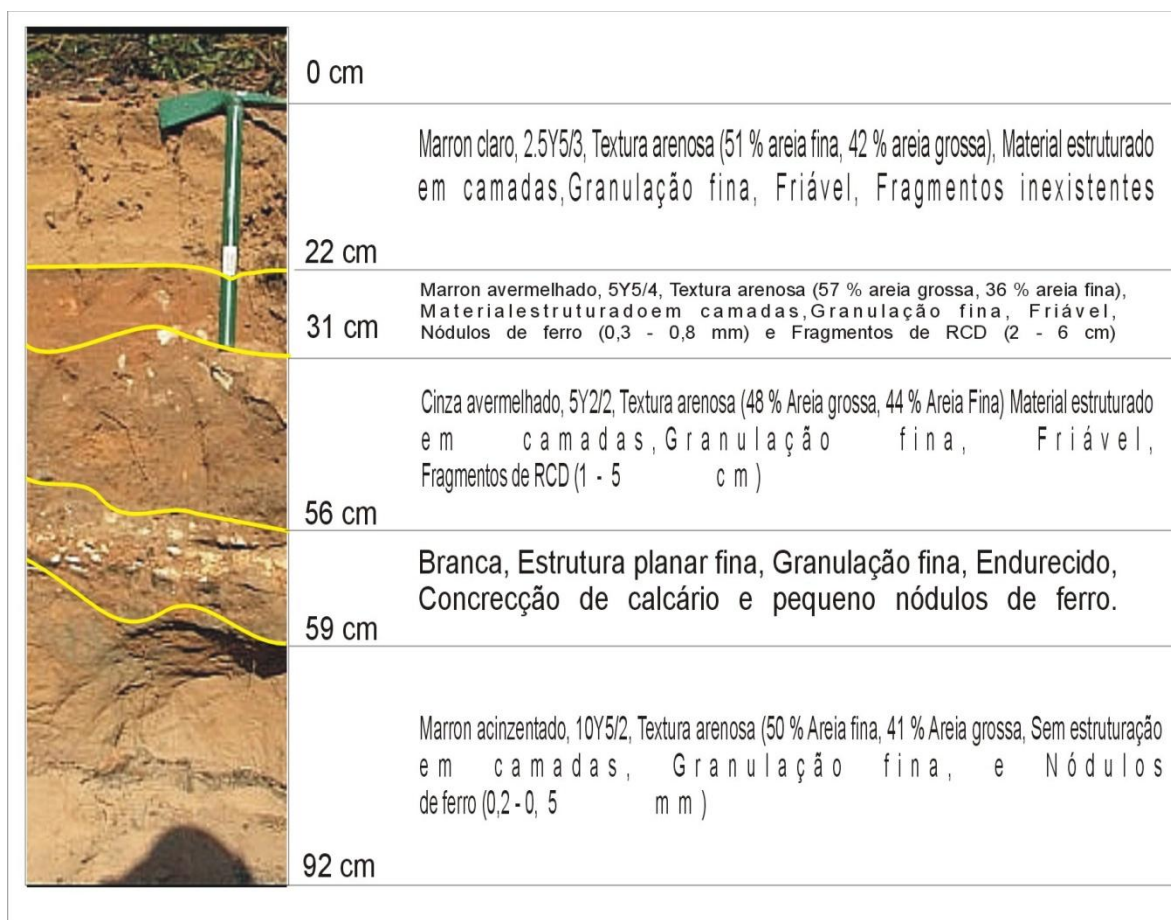 0 cm
Marron claro, 2.5Y5/3, Textura arenosa (51 % areia fina, 42 % areia grossa), Material estruturado
em camadas,Granulação fina, Friável, Fragmentos inexistentes
22 cm
Marron avermelhado, 5Y5/4, Textura arenosa (57 % areia grossa, 36 % areia fina),
Materialestruturadoem camadas,Granulação fina, Friável,
Nódulos de ferro (0,3 - 0,8 mm) e Fragmentos de RCD (2 - 6 cm)
31 cm
Cinza avermelhado, 5Y2/2, Textura arenosa (48 % Areia grossa, 44 % Areia Fina) Material estruturado
em camadas,Granulação fina, Friável,
Fragmentos de RCD (1 - 5 cm)
56 cm
Branca, Estrutura planar fina, Granulação fina, Endurecido,
Concrecção de calcário e pequeno nódulos de ferro.
59 cm
Marron acinzentado, 10Y5/2, Textura arenosa (50 % Areia fina, 41 % Areia grossa, Sem estruturação
em camadas, Granulação fina, e Nódulos
de ferro (0,2 - 0, 5 mm)
92 cm